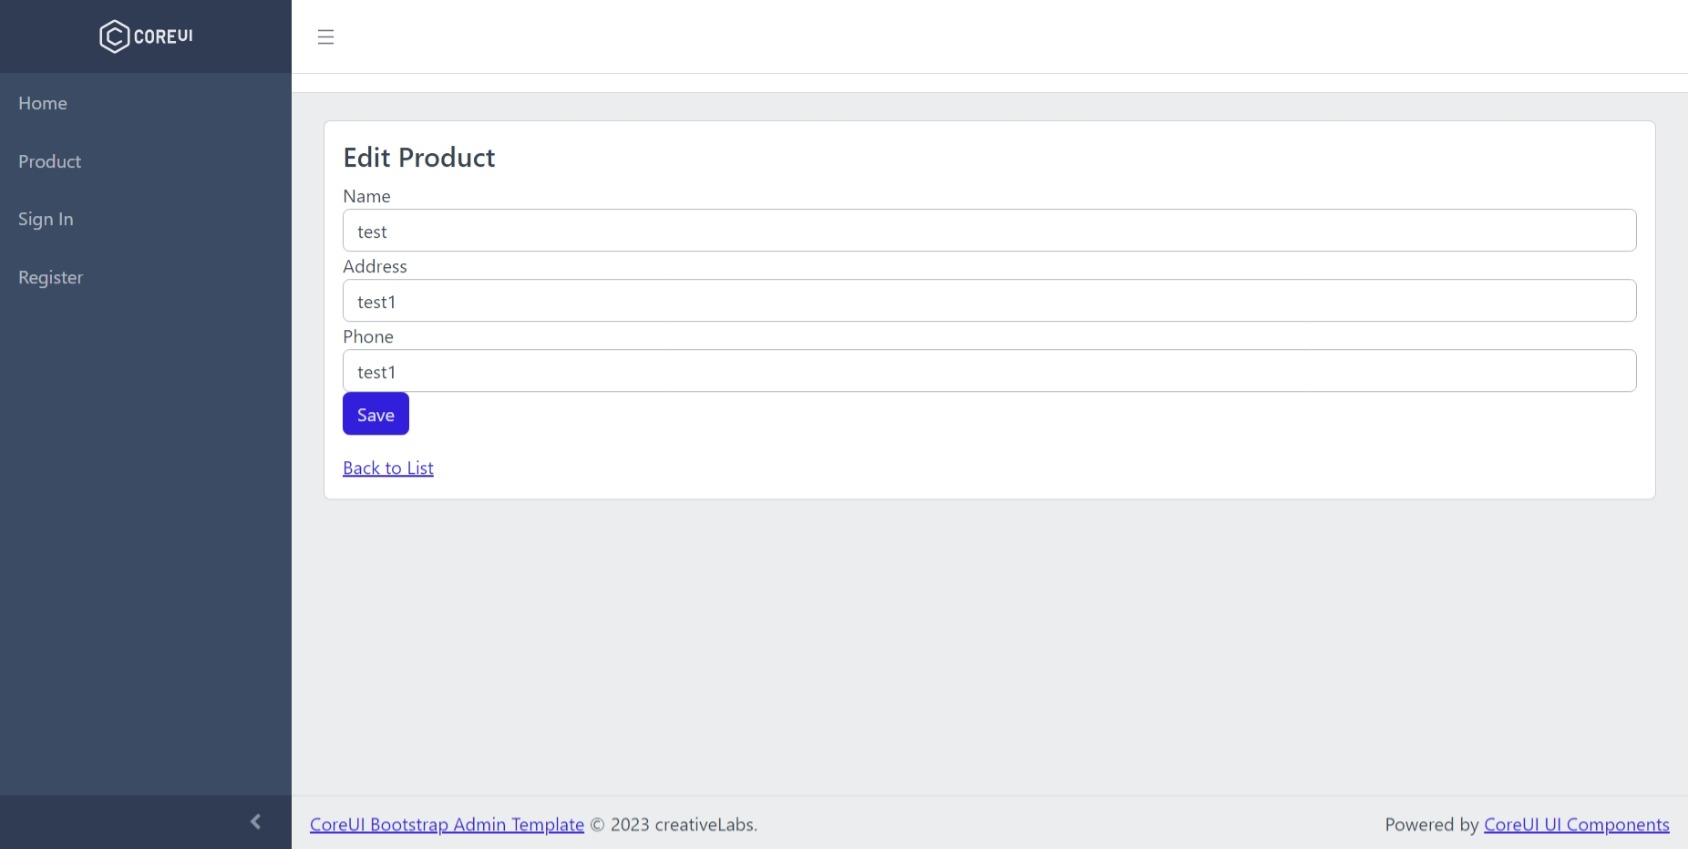 COREUI
Home
Product
Sign In
Register
Edit Product
Name
test
Address
test1
Phone
test1
Save
Back to List
CoreUI Bootstrap Admin Template © 2023 creativeLabs.
Powered by CoreUI UI Components